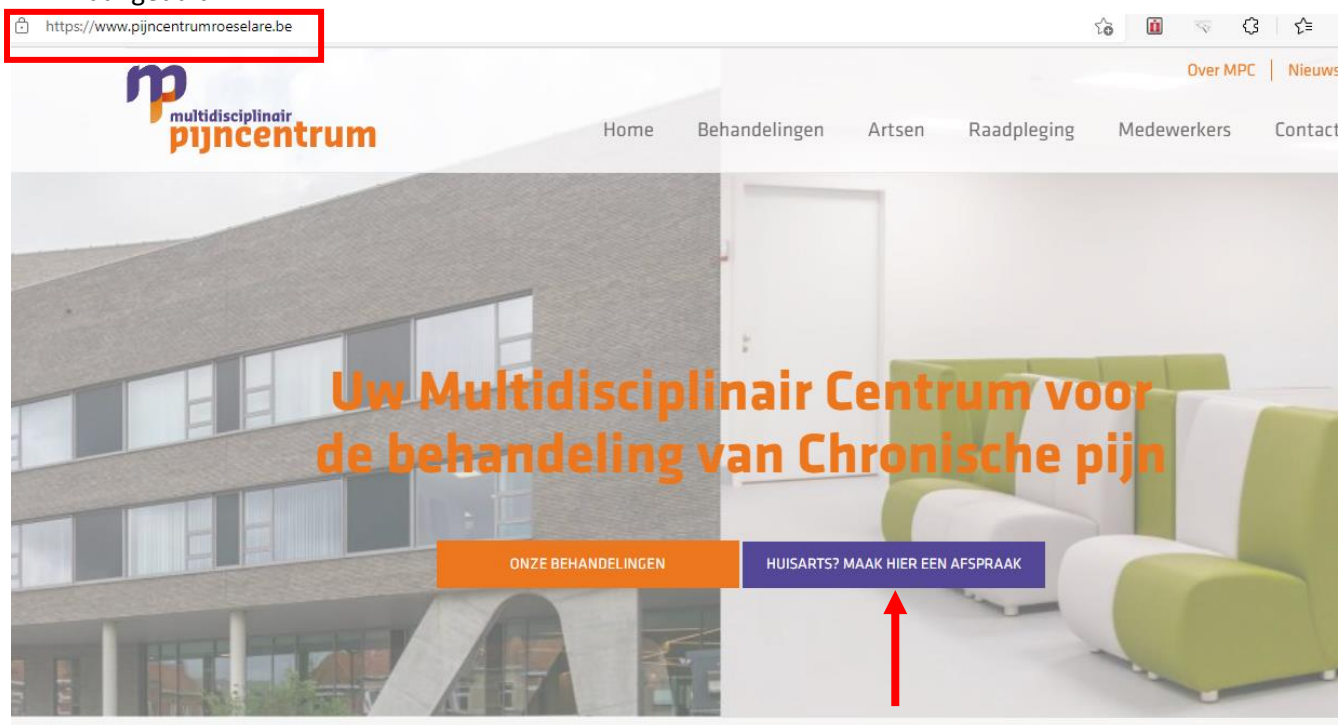 https://www.pijncentrumroeselare.be
Over MPC | Nieuws
multidisciplinair
pijncentrum
Home Behandelingen Artsen Raadpleging Medewerkers Contact
Uw Multidisciplinair Centrum voor
de behandeling van Chronische pijn
ONZE BEHANDELINGEN
HUISARTS? MAAK HIER EEN AFSPRAAK